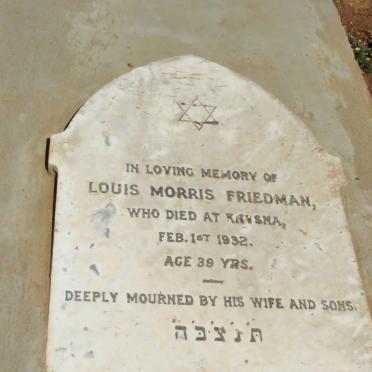 IN LOVING MEMORY OF
LOUIS MORRIS FRIEDMAN,
WHO DIED AT KNYSNA,
FEB. 1ST 1932.
AGE 39 YRS.
DEEPLY MOURNED BY HIS WIFE AND SONS.
תנצבה